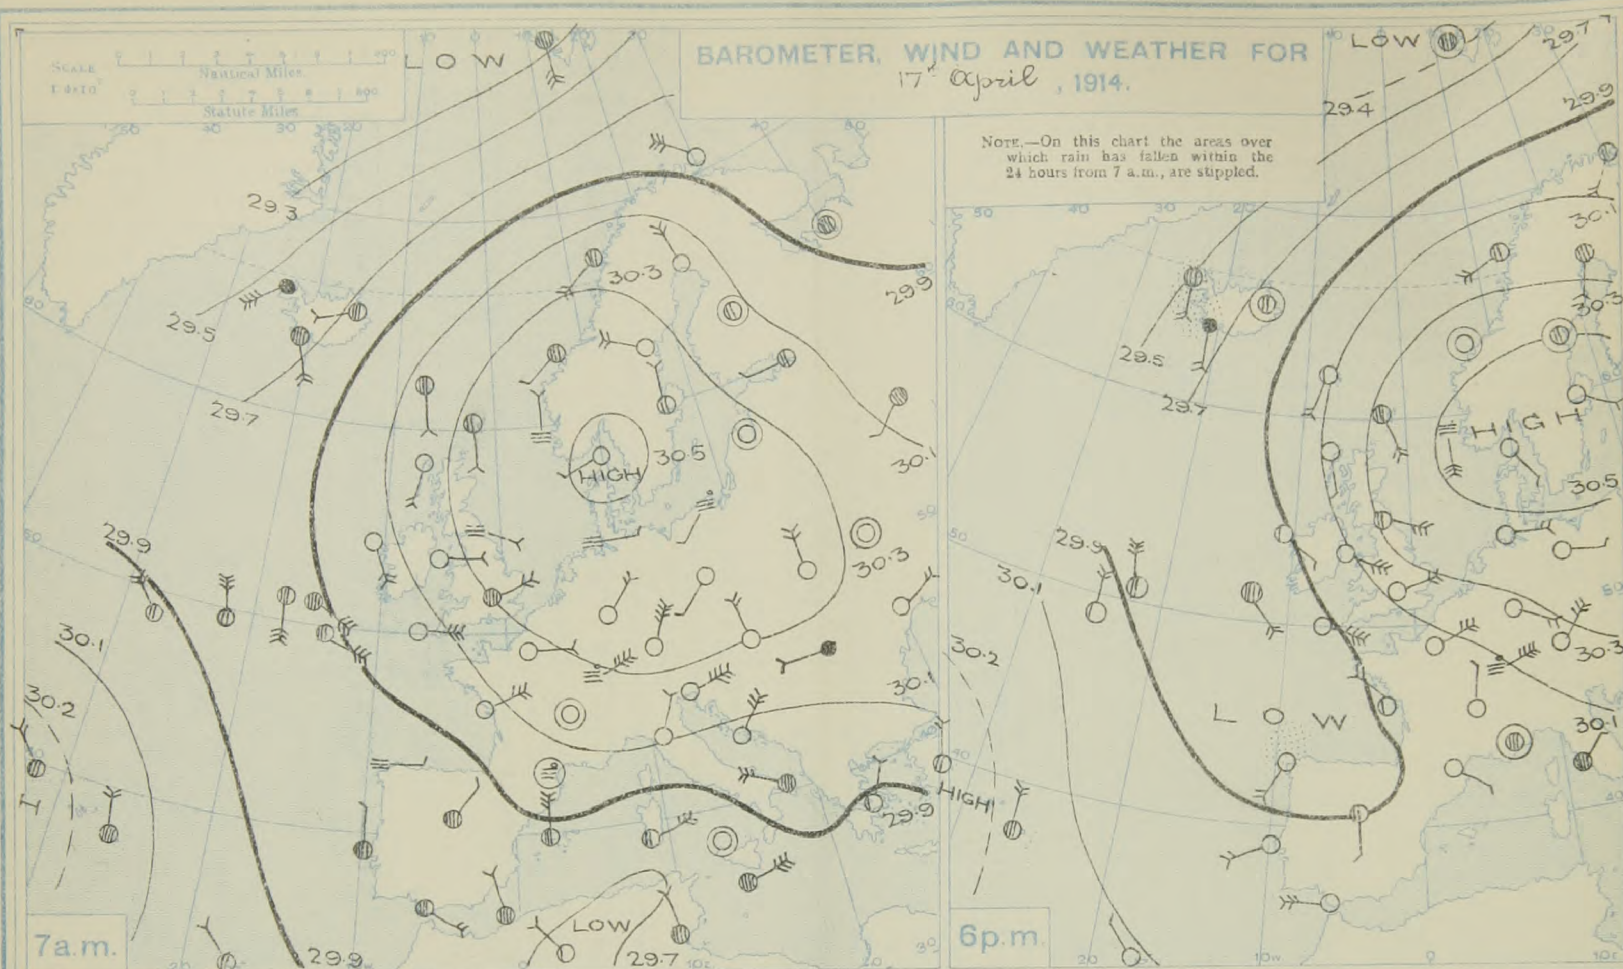 SCALE
Nautical Miles
Statute Miles
LOW
BAROMETER, WIND AND WEATHER FOR
17th April, 1914.
NOTE.—On this chart the areas over
which rain has fallen within the
24 hours from 7 a.m., are stippled.
29.3
29.5
29.7
30.3
29.9
30.5
HIGH
30.1
29.9
30.3
30.1
30.2
30.1
29.9
LOW
29.7
29.9
7a.m.
LOW
29.7
29.4
29.9
30.1
30.3
29.5
29.7
HIGH
30.5
29.9
30.1
30.2
30.3
LOW
30.1
HIGH
6p.m.